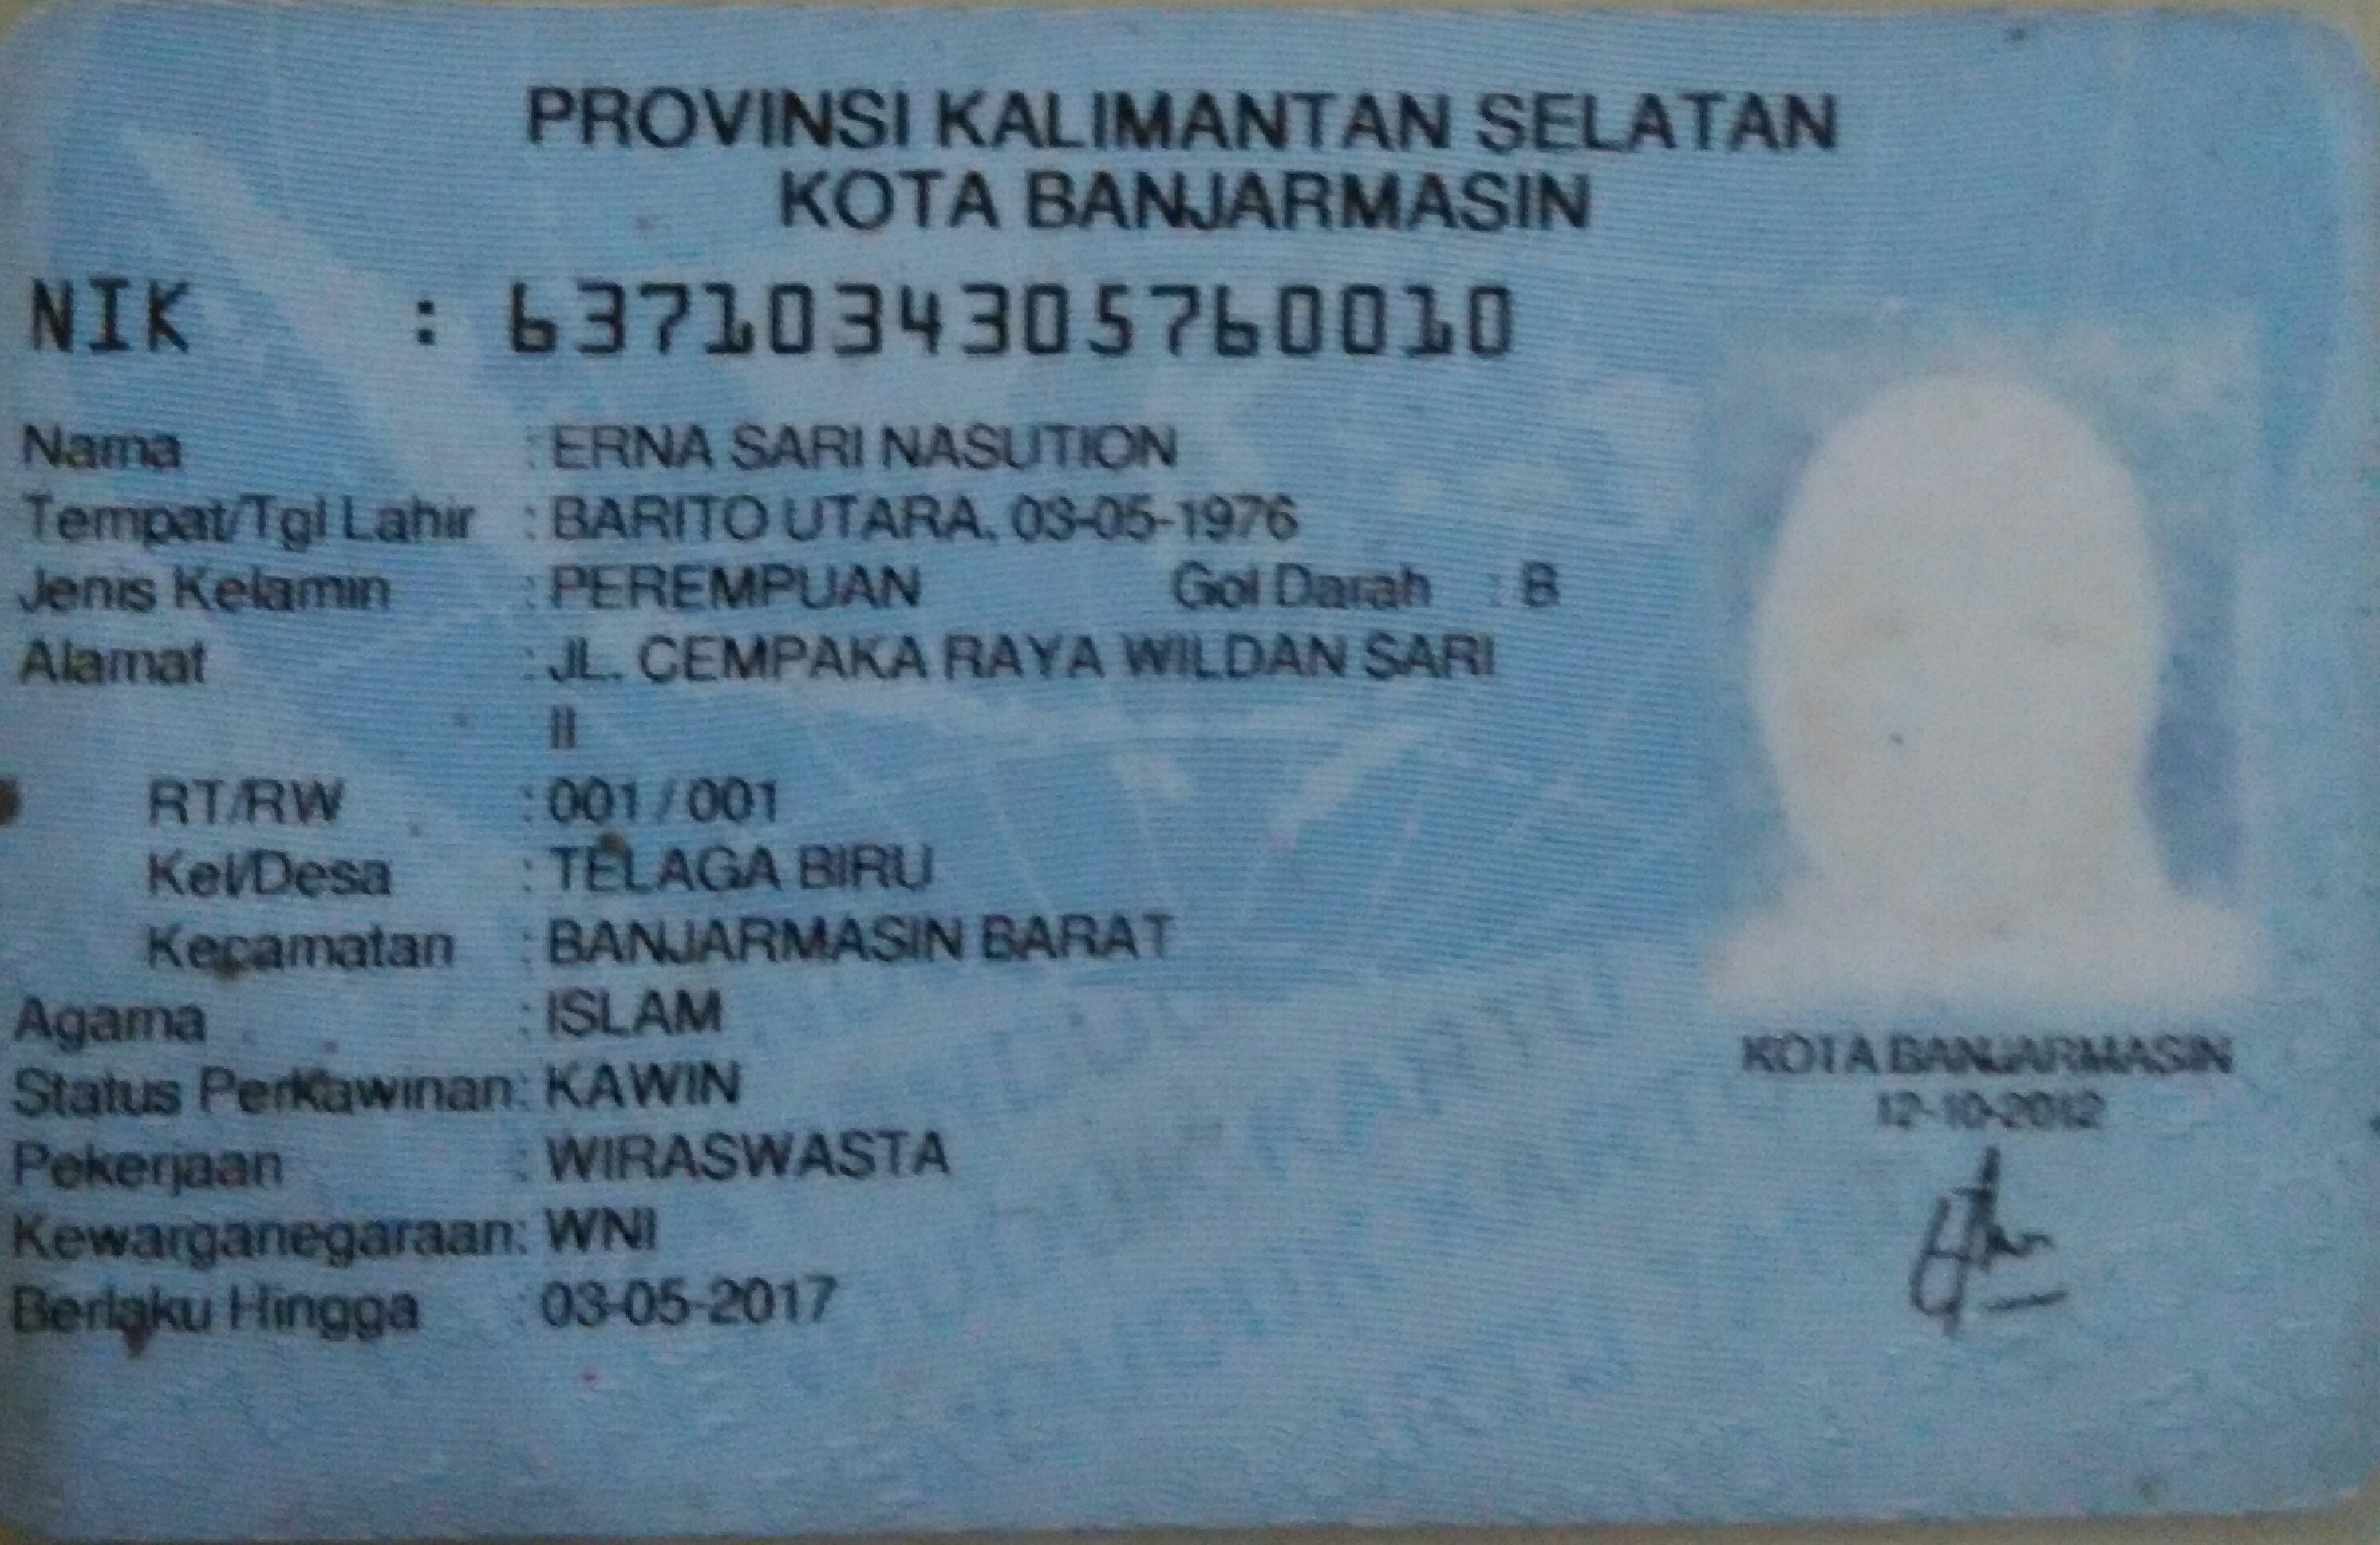 PROVINSI KALIMANTAN SELATAN
KOTA BANJARMASIN
NIK : 6371034305760010
Nama : ERNA SARI NASUTION
Tempat/Tgl Lahir : BARITO UTARA, 03-05-1976
Jenis Kelamin : PEREMPUAN Gol Darah : B
Alamat : JL. CEMPAKA RAYA WILDAN SARI
II
RT/RW : 001 / 001
Kel/Desa : TELAGA BIRU
Kecamatan : BANJARMASIN BARAT
Agama : ISLAM
Status Perkawinan : KAWIN
Pekerjaan : WIRASWASTA
Kewarganegaraan : WNI
Berlaku Hingga : 03-05-2017
KOTA BANJARMASIN
12-10-2012